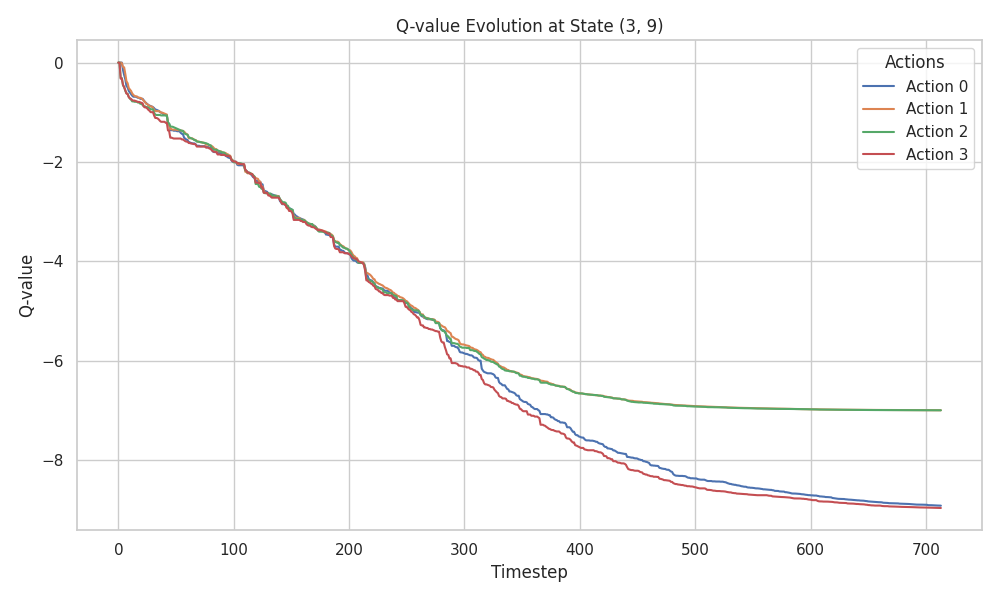 Q-value Evolution at State (3, 9)
Actions
Action 0
Action 1
Action 2
Action 3
Q-value
0
−2
−4
−6
−8
0 100 200 300 400 500 600 700
Timestep